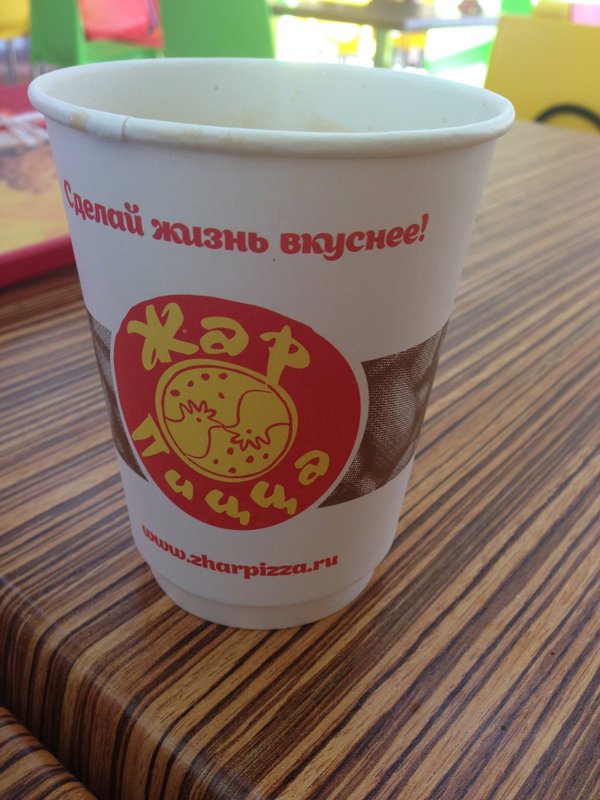 Сделай жизнь вкуснее!
Жар
пицца
www.zharpizza.ru